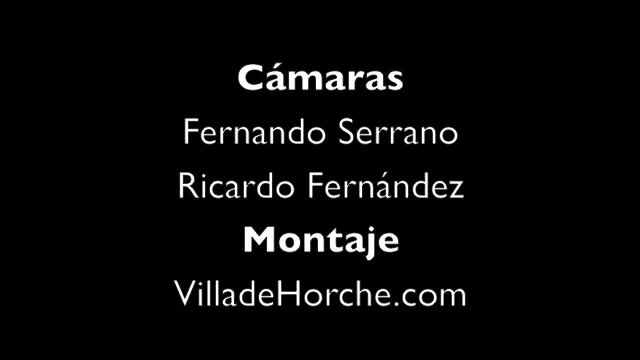 Cámaras
Fernando Serrano
Ricardo Fernández
Montaje
VilladeHorche.com